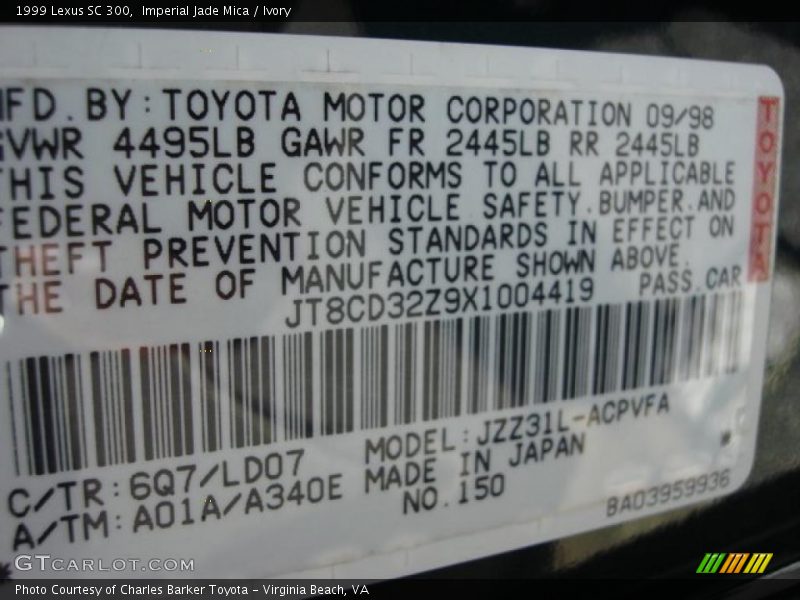 1999 Lexus SC 300,  Imperial Jade Mica / Ivory
MFD.BY:TOYOTA MOTOR CORPORATION 09/98
GVWR 4495LB GAWR FR 2445LB RR 2445LB
THIS VEHICLE CONFORMS TO ALL APPLICABLE
FEDERAL MOTOR VEHICLE SAFETY.BUMPER.AND
THEFT PREVENTION STANDARDS IN EFFECT ON
THE DATE OF MANUFACTURE SHOWN ABOVE.
JT8CD32Z9X1004419 PASS.CAR
TOYOTA
C/TR:6Q7/LD07 MODEL:JZZ31L-ACPVFA
A/TM:A01A/A340E MADE IN JAPAN
NO.150 BA03959936
GTCARLOT.COM
Photo Courtesy of Charles Barker Toyota - Virginia Beach, VA